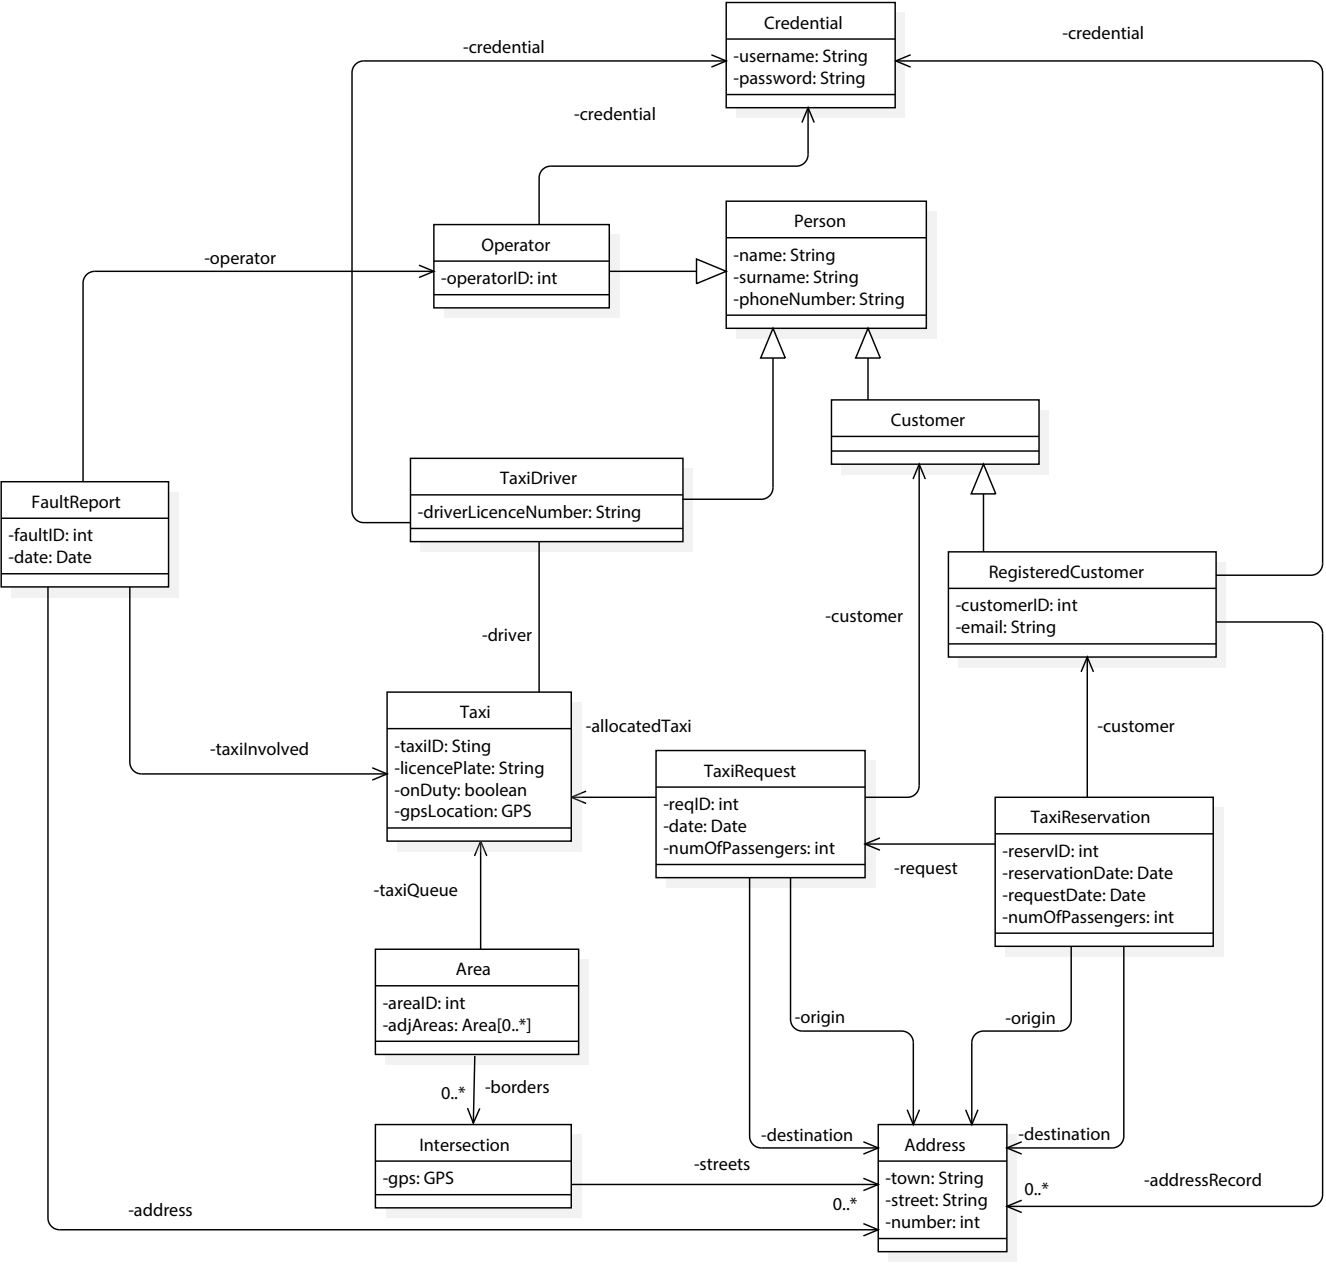 Credential
-username: String
-password: String
-credential
-credential
-credential
Person
-name: String
-surname: String
-phoneNumber: String
Operator
-operatorID: int
-operator
Customer
TaxiDriver
-driverLicenceNumber: String
FaultReport
-faultID: int
-date: Date
RegisteredCustomer
-customerID: int
-email: String
-customer
-driver
Taxi
-taxiID: Sting
-licencePlate: String
-onDuty: boolean
-gpsLocation: GPS
-allocatedTaxi
-customer
-taxiInvolved
TaxiRequest
-reqID: int
-date: Date
-numOfPassengers: int
TaxiReservation
-reservID: int
-reservationDate: Date
-requestDate: Date
-numOfPassengers: int
-request
-taxiQueue
Area
-areaID: int
-adjAreas: Area[0..*]
-origin
-origin
0..*
-borders
Intersection
-gps: GPS
-destination
Address
-town: String
-street: String
-number: int
-destination
-streets
0..*
0..*
-addressRecord
-address